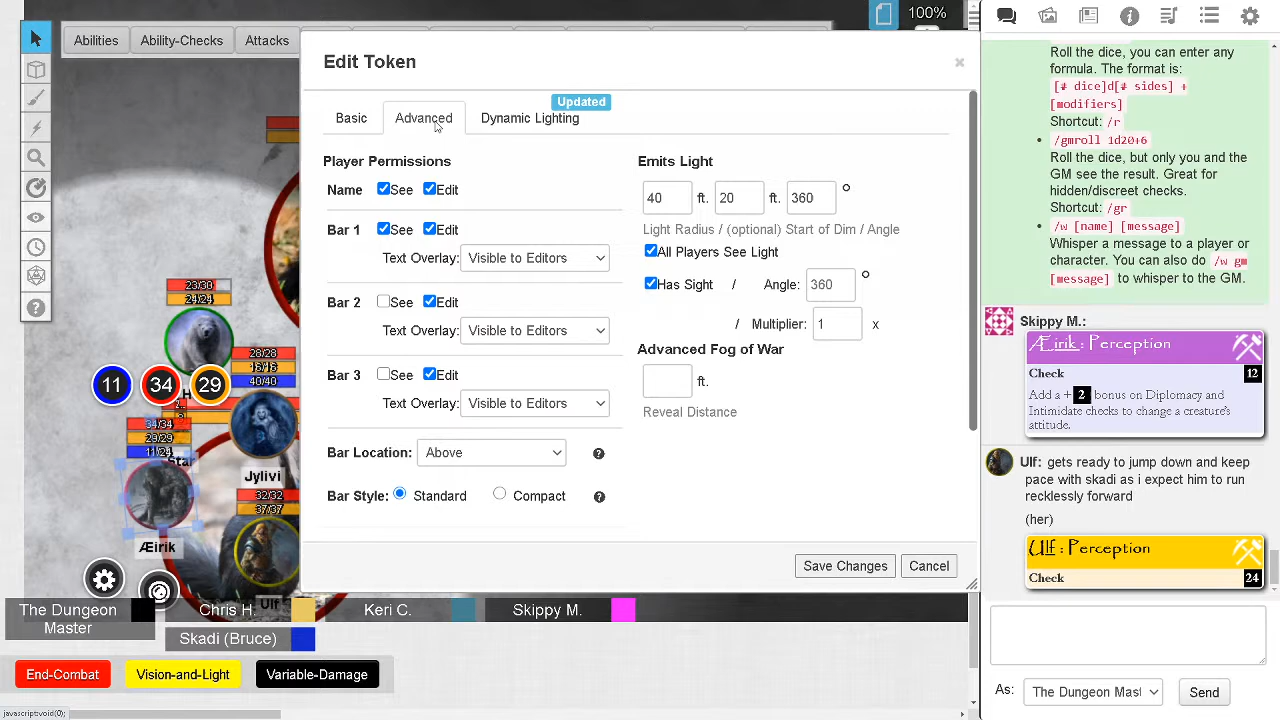 Abilities
Ability-Checks
Attacks
100%
Edit Token
×
Basic
Advanced
Updated
Dynamic Lighting
Player Permissions
Name
See
Edit
Bar 1
See
Edit
Text Overlay:
Visible to Editors
Bar 2
See
Edit
Text Overlay:
Visible to Editors
Bar 3
See
Edit
Text Overlay:
Visible to Editors
Bar Location:
Above
Bar Style:
Standard
Compact
Emits Light
40
ft.
20
ft.
360
°
Light Radius / (optional) Start of Dim / Angle
All Players See Light
Has Sight
/ Angle:
360
°
/ Multiplier:
1
x
Advanced Fog of War
ft.
Reveal Distance
Save Changes
Cancel
23/30
24/24
28/28
16/16
40/40
11
34
29
34/34
29/29
11/24
Jylivi
32/32
37/37
Æirik
Ulf
The Dungeon
Master
Chris H.
Keri C.
Skippy M.
Skadi (Bruce)
End-Combat
Vision-and-Light
Variable-Damage
javascript:void(0);
Roll the dice, you can enter any
formula. The format is:
[# dice]d[# sides] +
[modifiers]
Shortcut: /r
/gmroll 1d20+6
Roll the dice, but only you and the
GM see the result. Great for
hidden/discreet checks.
Shortcut: /gr
/w [name] [message]
Whisper a message to a player or
character. You can also do /w gm
[message] to whisper to the GM.
Skippy M.:
Æirik : Perception
Check
12
Add a + 2 bonus on Diplomacy and
Intimidate checks to change a creature's
attitude.
Ulf: gets ready to jump down and keep
pace with skadi as i expect him to run
recklessly forward
(her)
Ulf : Perception
Check
24
As:
The Dungeon Mast
Send